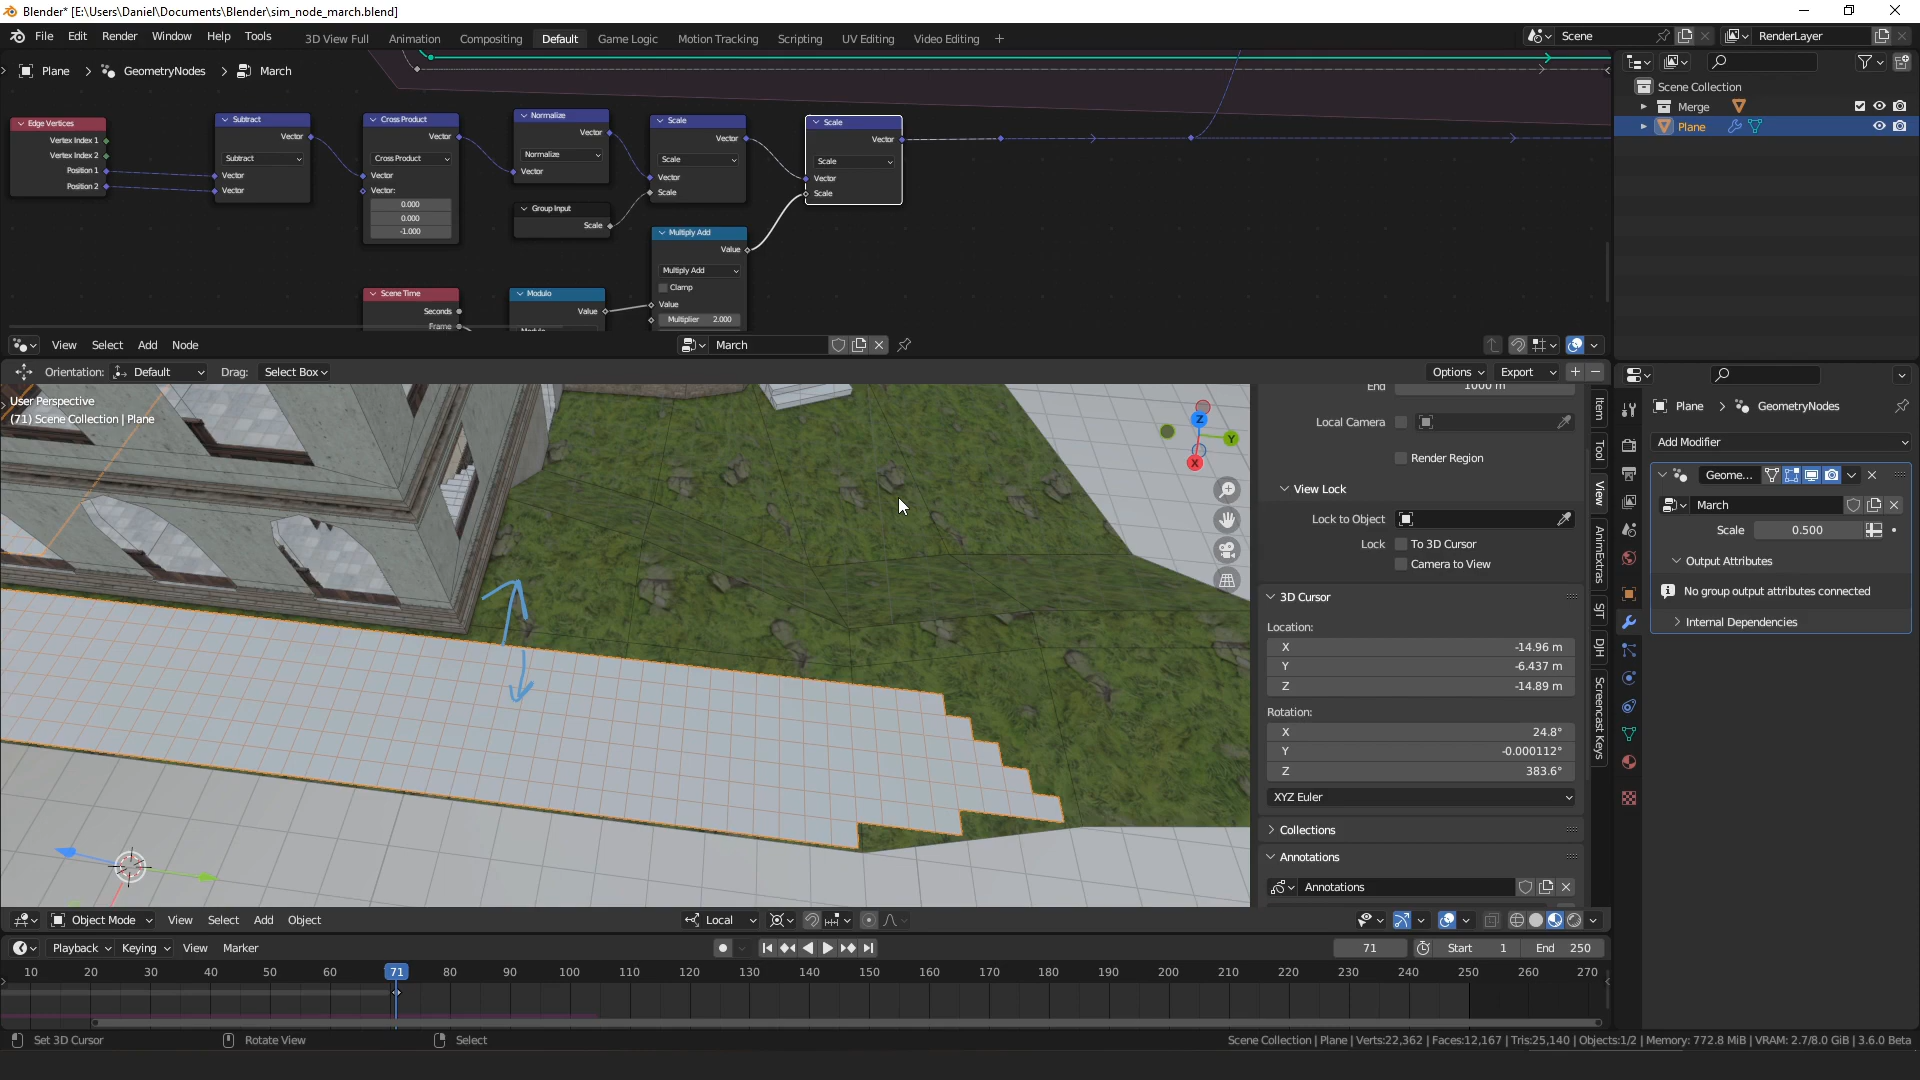 Blender* [E:\Users\Daniel\Documents\Blender\sim_node_march.blend]
File Edit Render Window Help Tools 3D View Full Animation Compositing Default Game Logic Motion Tracking Scripting UV Editing Video Editing + Scene RenderLayer
Plane > GeometryNodes > March
Edge Vertices
Vertex Index 1
Vertex Index 2
Position 1
Position 2
Subtract
Vector
Subtract
Vector
Vector
Cross Product
Vector
Cross Product
Vector
Vector:
0.000
0.000
-1.000
Normalize
Vector
Normalize
Vector
Group Input
Scale
Scale
Vector
Scale
Vector
Scale
Scale
Vector
Scale
Vector
Scale
Multiply Add
Value
Multiply Add
Clamp
Value
Multiplier 2.000
Scene Time
Seconds
Frame
Modulo
Value
Modulo
Scene Collection
Merge
Plane
View Select Add Node March
Orientation: Default Drag: Select Box Options Export
User Perspective
(71) Scene Collection | Plane
Z
Y
X
End 1000 m
Local Camera
Render Region
View Lock
Lock to Object
Lock To 3D Cursor
Camera to View
3D Cursor
Location:
X -14.96 m
Y -6.437 m
Z -14.89 m
Rotation:
X 24.8°
Y -0.000112°
Z 383.6°
XYZ Euler
Collections
Annotations
Annotations
Item
Tool
View
AnimExtras
SJT
DJH
Screencast Keys
Plane > GeometryNodes
Add Modifier
Geome...
March
Scale 0.500
Output Attributes
No group output attributes connected
Internal Dependencies
Object Mode View Select Add Object Local
Playback Keying View Marker 71 Start 1 End 250
10 20 30 40 50 60 71 80 90 100 110 120 130 140 150 160 170 180 190 200 210 220 230 240 250 260 270
Set 3D Cursor Rotate View Select Scene Collection | Plane | Verts:22,362 | Faces:12,167 | Tris:25,140 | Objects:1/2 | Memory: 772.8 MiB | VRAM: 2.7/8.0 GiB | 3.6.0 Beta